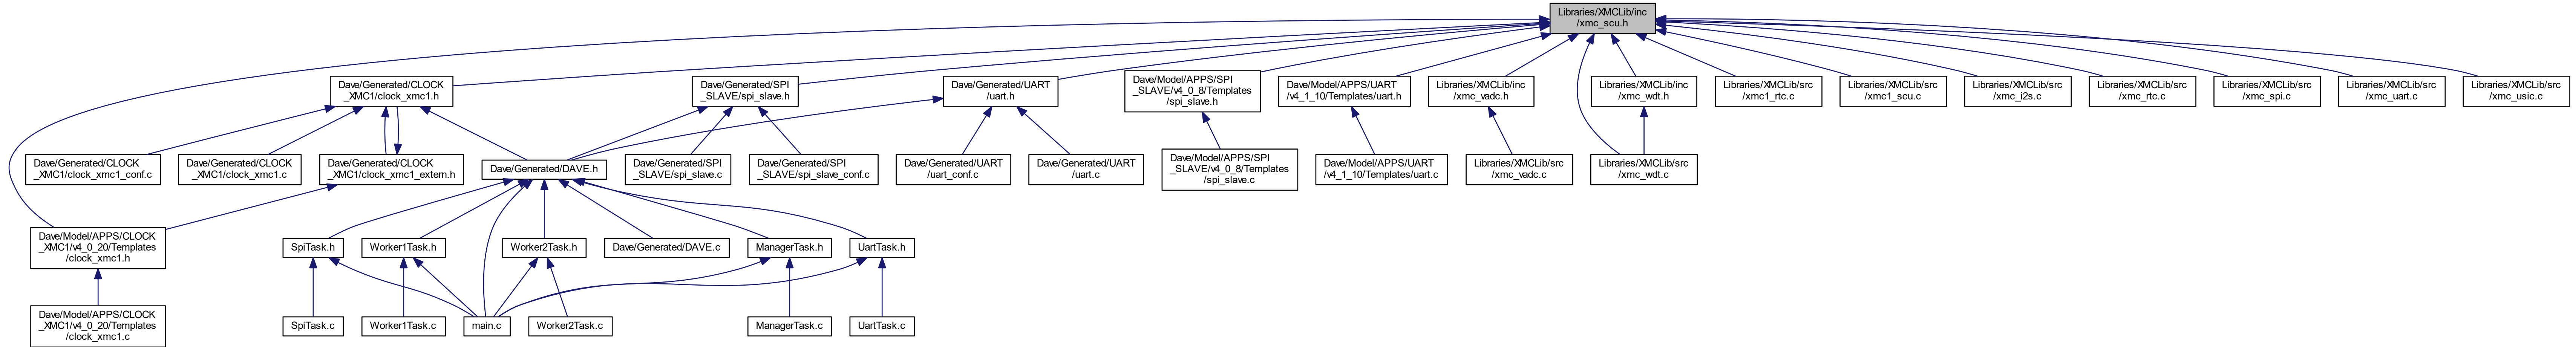 Libraries/XMCLib/inc
/xmc_scu.h
Dave/Generated/CLOCK
_XMC1/clock_xmc1.h
Dave/Generated/SPI
_SLAVE/spi_slave.h
Dave/Generated/UART
/uart.h
Dave/Model/APPS/SPI
_SLAVE/v4_0_8/Templates
/spi_slave.h
Dave/Model/APPS/UART
/v4_1_10/Templates/uart.h
Libraries/XMCLib/inc
/xmc_vadc.h
Libraries/XMCLib/inc
/xmc_wdt.h
Libraries/XMCLib/src
/xmc1_rtc.c
Libraries/XMCLib/src
/xmc1_scu.c
Libraries/XMCLib/src
/xmc_i2s.c
Libraries/XMCLib/src
/xmc_rtc.c
Libraries/XMCLib/src
/xmc_spi.c
Libraries/XMCLib/src
/xmc_uart.c
Libraries/XMCLib/src
/xmc_usic.c
Dave/Generated/CLOCK
_XMC1/clock_xmc1_conf.c
Dave/Generated/CLOCK
_XMC1/clock_xmc1.c
Dave/Generated/CLOCK
_XMC1/clock_xmc1_extern.h
Dave/Generated/DAVE.h
Dave/Generated/SPI
_SLAVE/spi_slave.c
Dave/Generated/SPI
_SLAVE/spi_slave_conf.c
Dave/Generated/UART
/uart_conf.c
Dave/Generated/UART
/uart.c
Dave/Model/APPS/SPI
_SLAVE/v4_0_8/Templates
/spi_slave.c
Dave/Model/APPS/UART
/v4_1_10/Templates/uart.c
Libraries/XMCLib/src
/xmc_vadc.c
Libraries/XMCLib/src
/xmc_wdt.c
Dave/Model/APPS/CLOCK
_XMC1/v4_0_20/Templates
/clock_xmc1.h
SpiTask.h
Worker1Task.h
Worker2Task.h
Dave/Generated/DAVE.c
ManagerTask.h
UartTask.h
Dave/Model/APPS/CLOCK
_XMC1/v4_0_20/Templates
/clock_xmc1.c
SpiTask.c
Worker1Task.c
main.c
Worker2Task.c
ManagerTask.c
UartTask.c